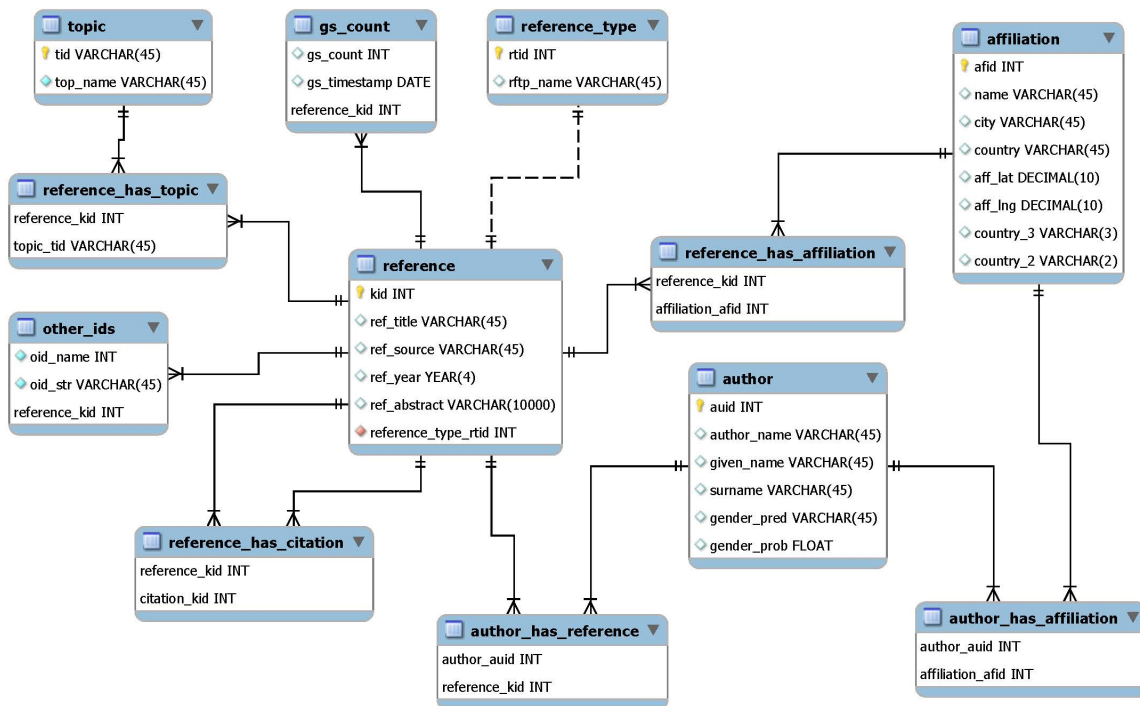 topic
tid VARCHAR(45)
top_name VARCHAR(45)
gs_count
gs_count INT
gs_timestamp DATE
reference_kid INT
reference_type
rtid INT
rftp_name VARCHAR(45)
affiliation
afid INT
name VARCHAR(45)
city VARCHAR(45)
country VARCHAR(45)
aff_lat DECIMAL(10)
aff_lng DECIMAL(10)
country_3 VARCHAR(3)
country_2 VARCHAR(2)
reference_has_topic
reference_kid INT
topic_tid VARCHAR(45)
reference_has_affiliation
reference_kid INT
affiliation_afid INT
reference
kid INT
ref_title VARCHAR(45)
ref_source VARCHAR(45)
ref_year YEAR(4)
ref_abstract VARCHAR(10000)
reference_type_rtid INT
other_ids
oid_name INT
oid_str VARCHAR(45)
reference_kid INT
author
auid INT
author_name VARCHAR(45)
given_name VARCHAR(45)
surname VARCHAR(45)
gender_pred VARCHAR(45)
gender_prob FLOAT
reference_has_citation
reference_kid INT
citation_kid INT
author_has_reference
author_auid INT
reference_kid INT
author_has_affiliation
author_auid INT
affiliation_afid INT